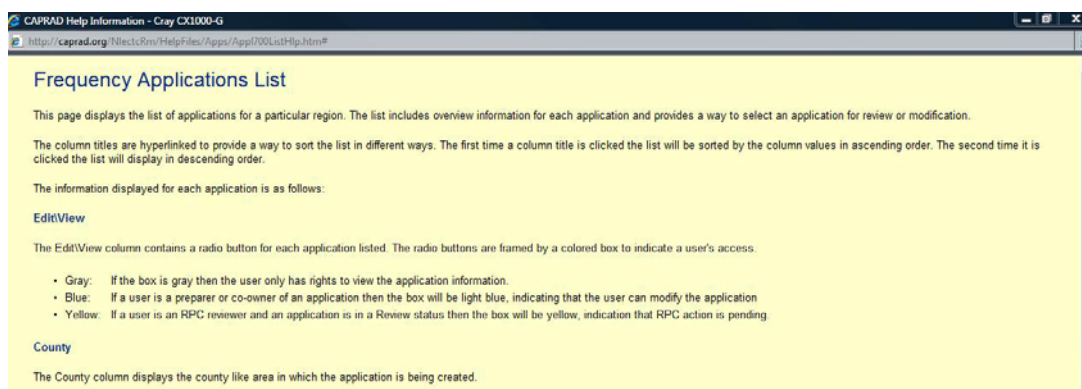 CAPRAD Help Information - Cray CX1000-G
http://caprad.org/NlectcRm/HelpFiles/Apps/Appl700ListHlp.htm#
Frequency Applications List
This page displays the list of applications for a particular region. The list includes overview information for each application and provides a way to select an application for review or modification.
The column titles are hyperlinked to provide a way to sort the list in different ways. The first time a column title is clicked the list will be sorted by the column values in ascending order. The second time it is
clicked the list will display in descending order.
The information displayed for each application is as follows:
Edit\View
The Edit\View column contains a radio button for each application listed. The radio buttons are framed by a colored box to indicate a user's access.
• Gray: If the box is gray then the user only has rights to view the application information.
• Blue: If a user is a preparer or co-owner of an application then the box will be light blue, indicating that the user can modify the application
• Yellow: If a user is an RPC reviewer and an application is in a Review status then the box will be yellow, indication that RPC action is pending.
County
The County column displays the county like area in which the application is being created.